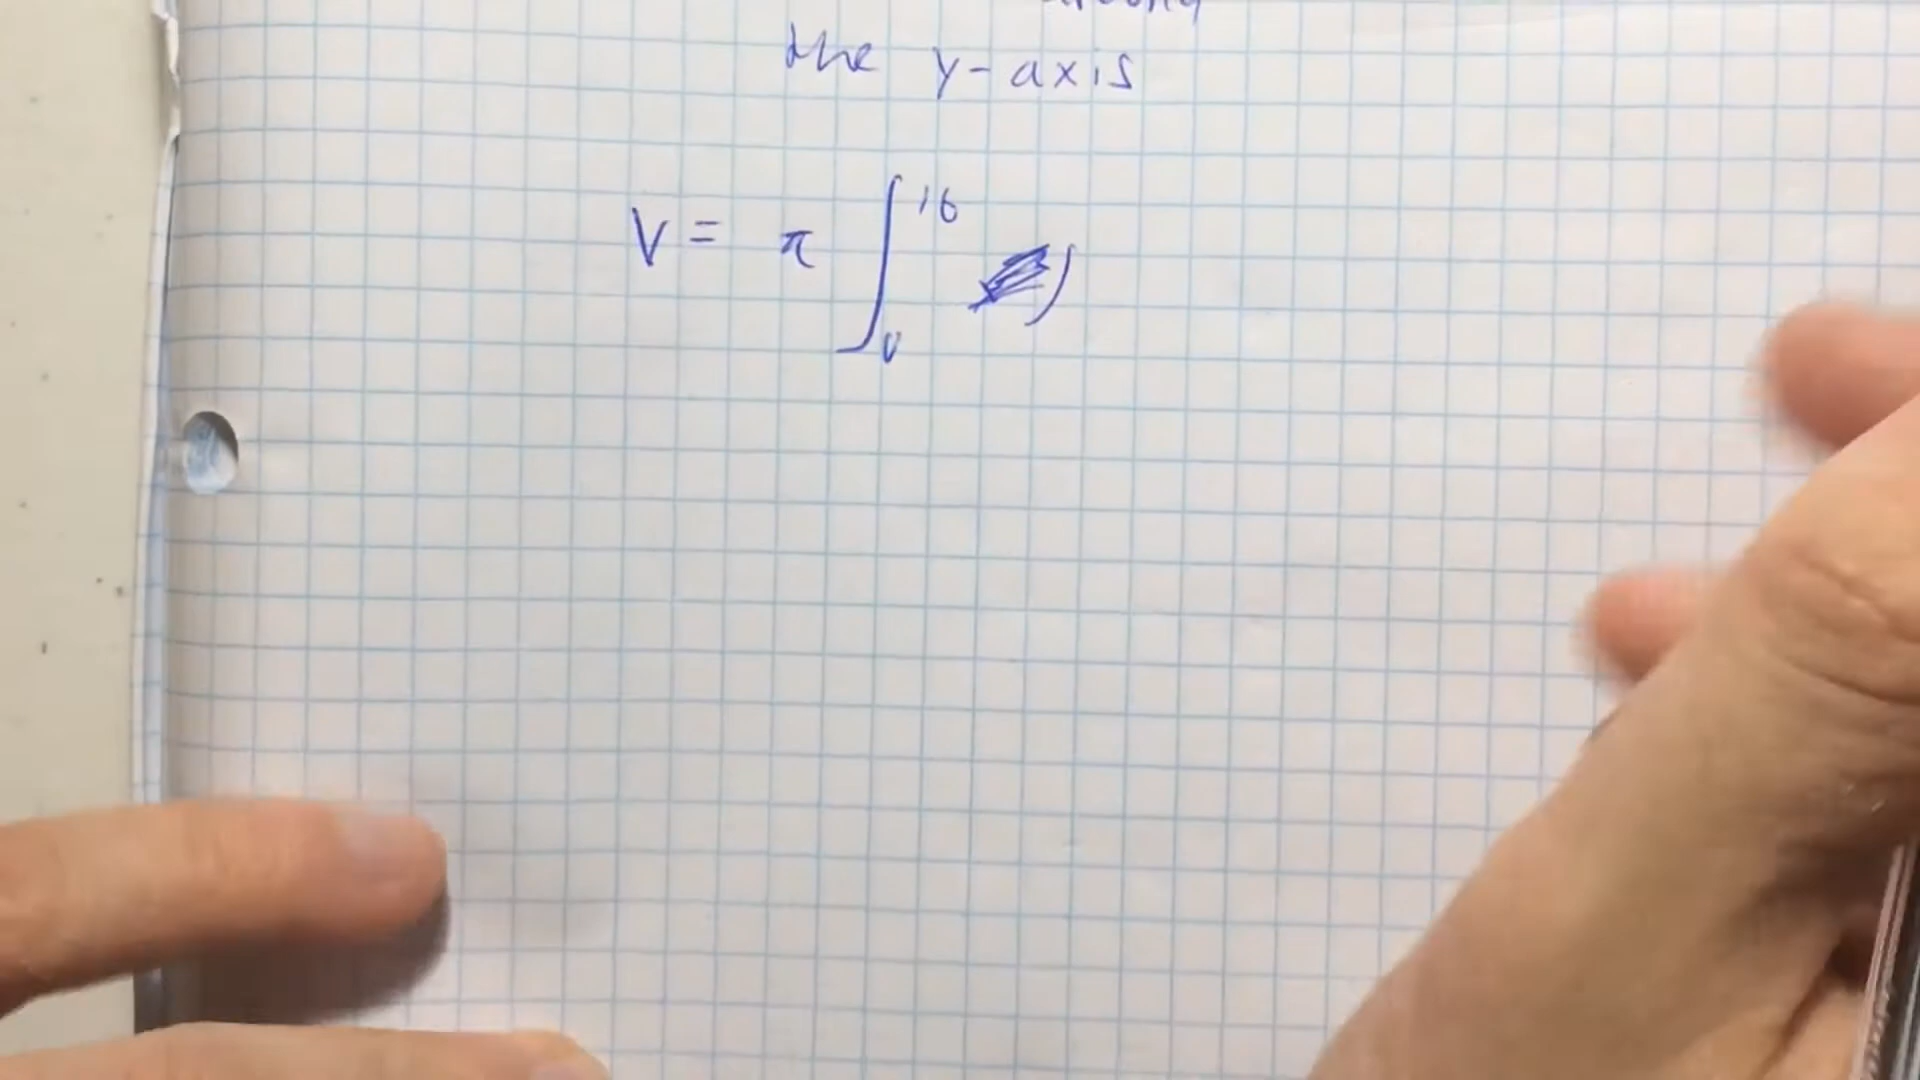 the y-axis
V = π ∫₀¹⁶ )